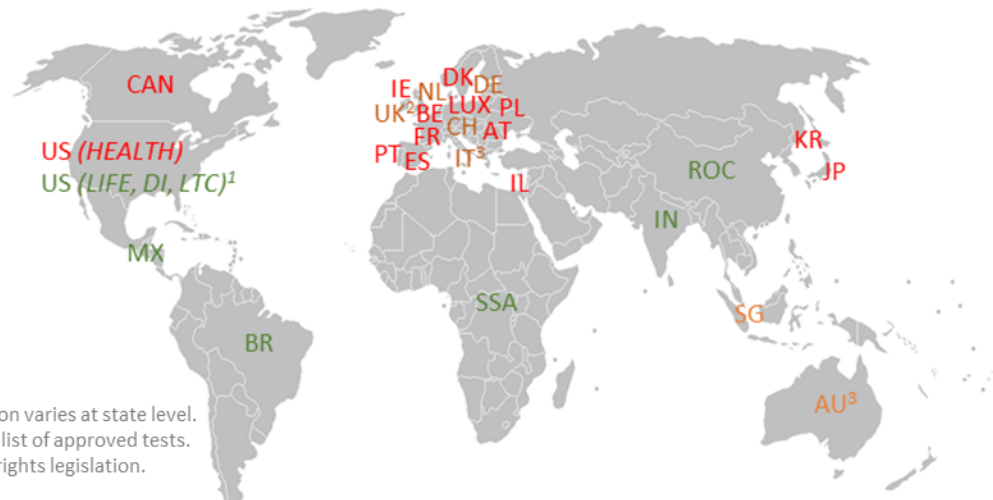 CAN
US (HEALTH)
US (LIFE, DI, LTC)¹
MX
BR
IE
NL
DK
DE
UK²
BE
LUX
PL
FR
CH
AT
PT
ES
IT³
IL
SSA
ROC
IN
KR
JP
SG
AU³
on varies at state level.
list of approved tests.
rights legislation.